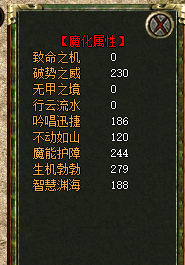 【魔化属性】
致命之机 0
破势之威 230
无甲之境 0
行云流水 0
吟唱迅捷 186
不动如山 120
魔能护障 244
生机勃勃 279
智慧渊海 188